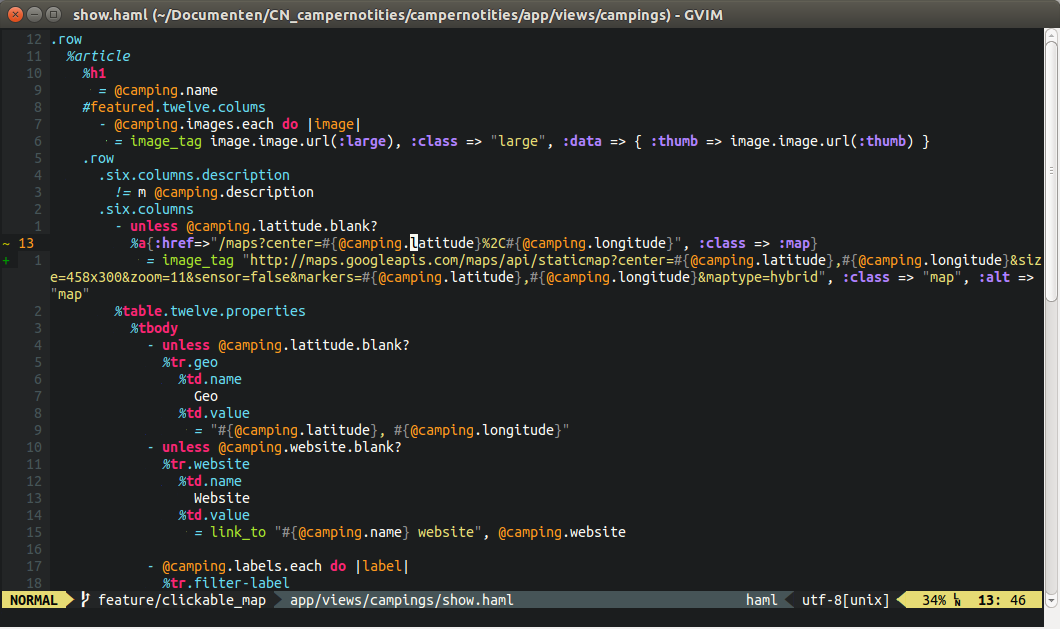 show.haml (~/Documenten/CN_campernotities/campernotities/app/views/campings) - GVIM
12 .row
11   %article
10     %h1
9       = @camping.name
8     #featured.twelve.colums
7       - @camping.images.each do |image|
6         = image_tag image.image.url(:large), :class => "large", :data => { :thumb => image.image.url(:thumb) }
5     .row
4       .six.columns.description
3         != m @camping.description
2       .six.columns
1         - unless @camping.latitude.blank?
~ 13           %a{:href=>"/maps?center=#{@camping.latitude}%2C#{@camping.longitude}", :class => :map}
+ 1             = image_tag "http://maps.googleapis.com/maps/api/staticmap?center=#{@camping.latitude},#{@camping.longitude}&siz
e=458x300&zoom=11&sensor=false&markers=#{@camping.latitude},#{@camping.longitude}&maptype=hybrid", :class => "map", :alt =>
"map"
2         %table.twelve.properties
3           %tbody
4             - unless @camping.latitude.blank?
5               %tr.geo
6                 %td.name
7                   Geo
8                 %td.value
9                   = "#{@camping.latitude}, #{@camping.longitude}"
10             - unless @camping.website.blank?
11               %tr.website
12                 %td.name
13                   Website
14                 %td.value
15                   = link_to "#{@camping.name} website", @camping.website
16
17             - @camping.labels.each do |label|
18               %tr.filter-label
NORMAL feature/clickable_map app/views/campings/show.haml haml utf-8[unix] 34% LN 13: 46